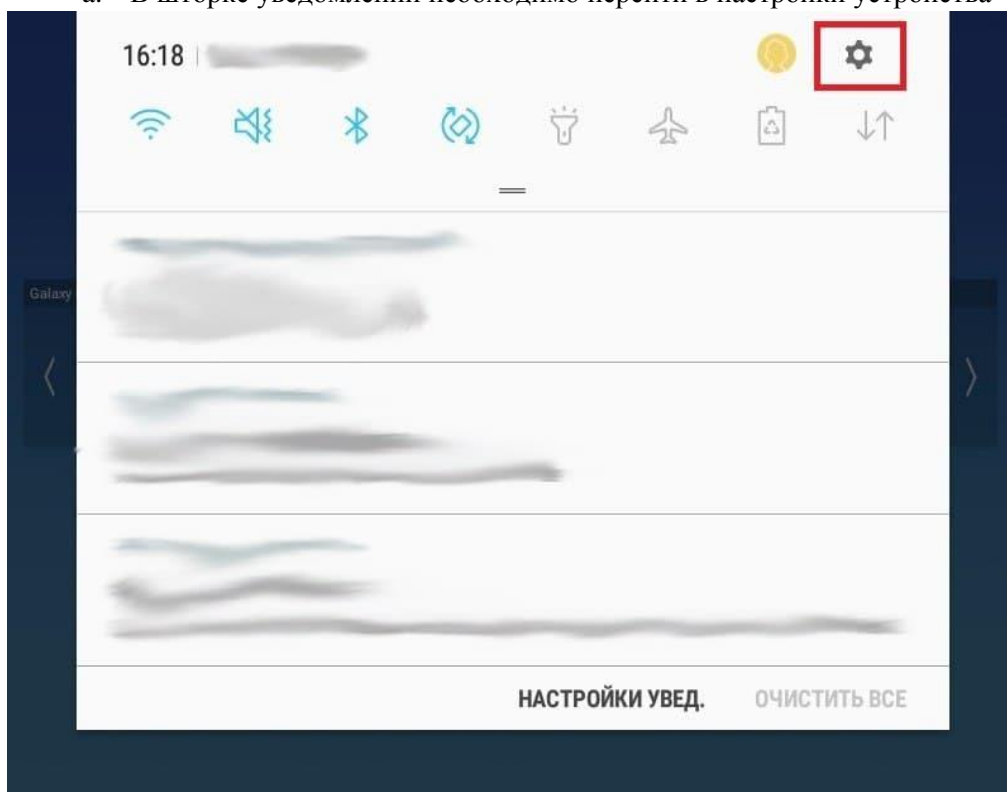 a. В шторке уведомлений необходимо перейти в настройки устройства
16:18
Galaxy
НАСТРОЙКИ УВЕД. ОЧИСТИТЬ ВСЕ